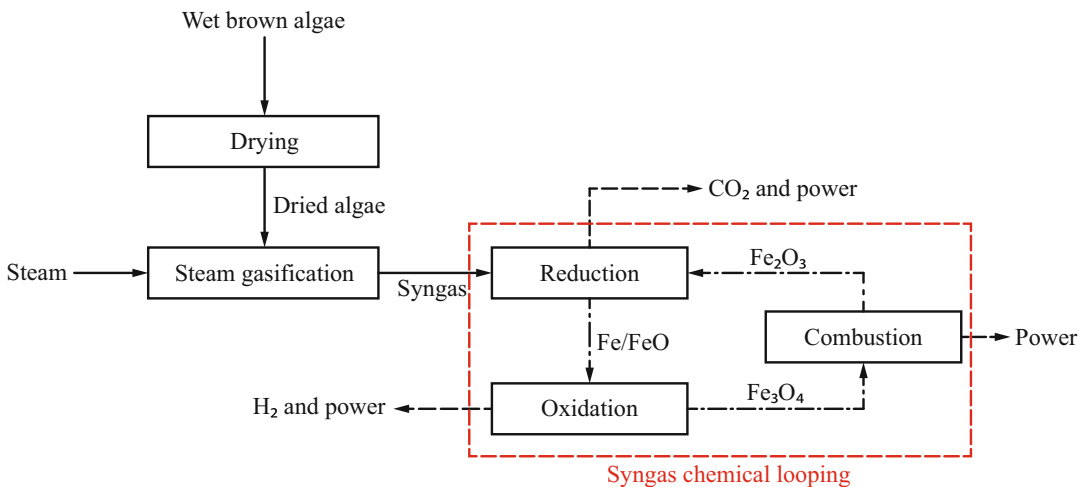 Wet brown algae
Drying
CO₂ and power
Dried algae
Steam
Steam gasification
Syngas
Reduction
Fe₂O₃
Fe/FeO
Combustion
Power
H₂ and power
Oxidation
Fe₃O₄
Syngas chemical looping